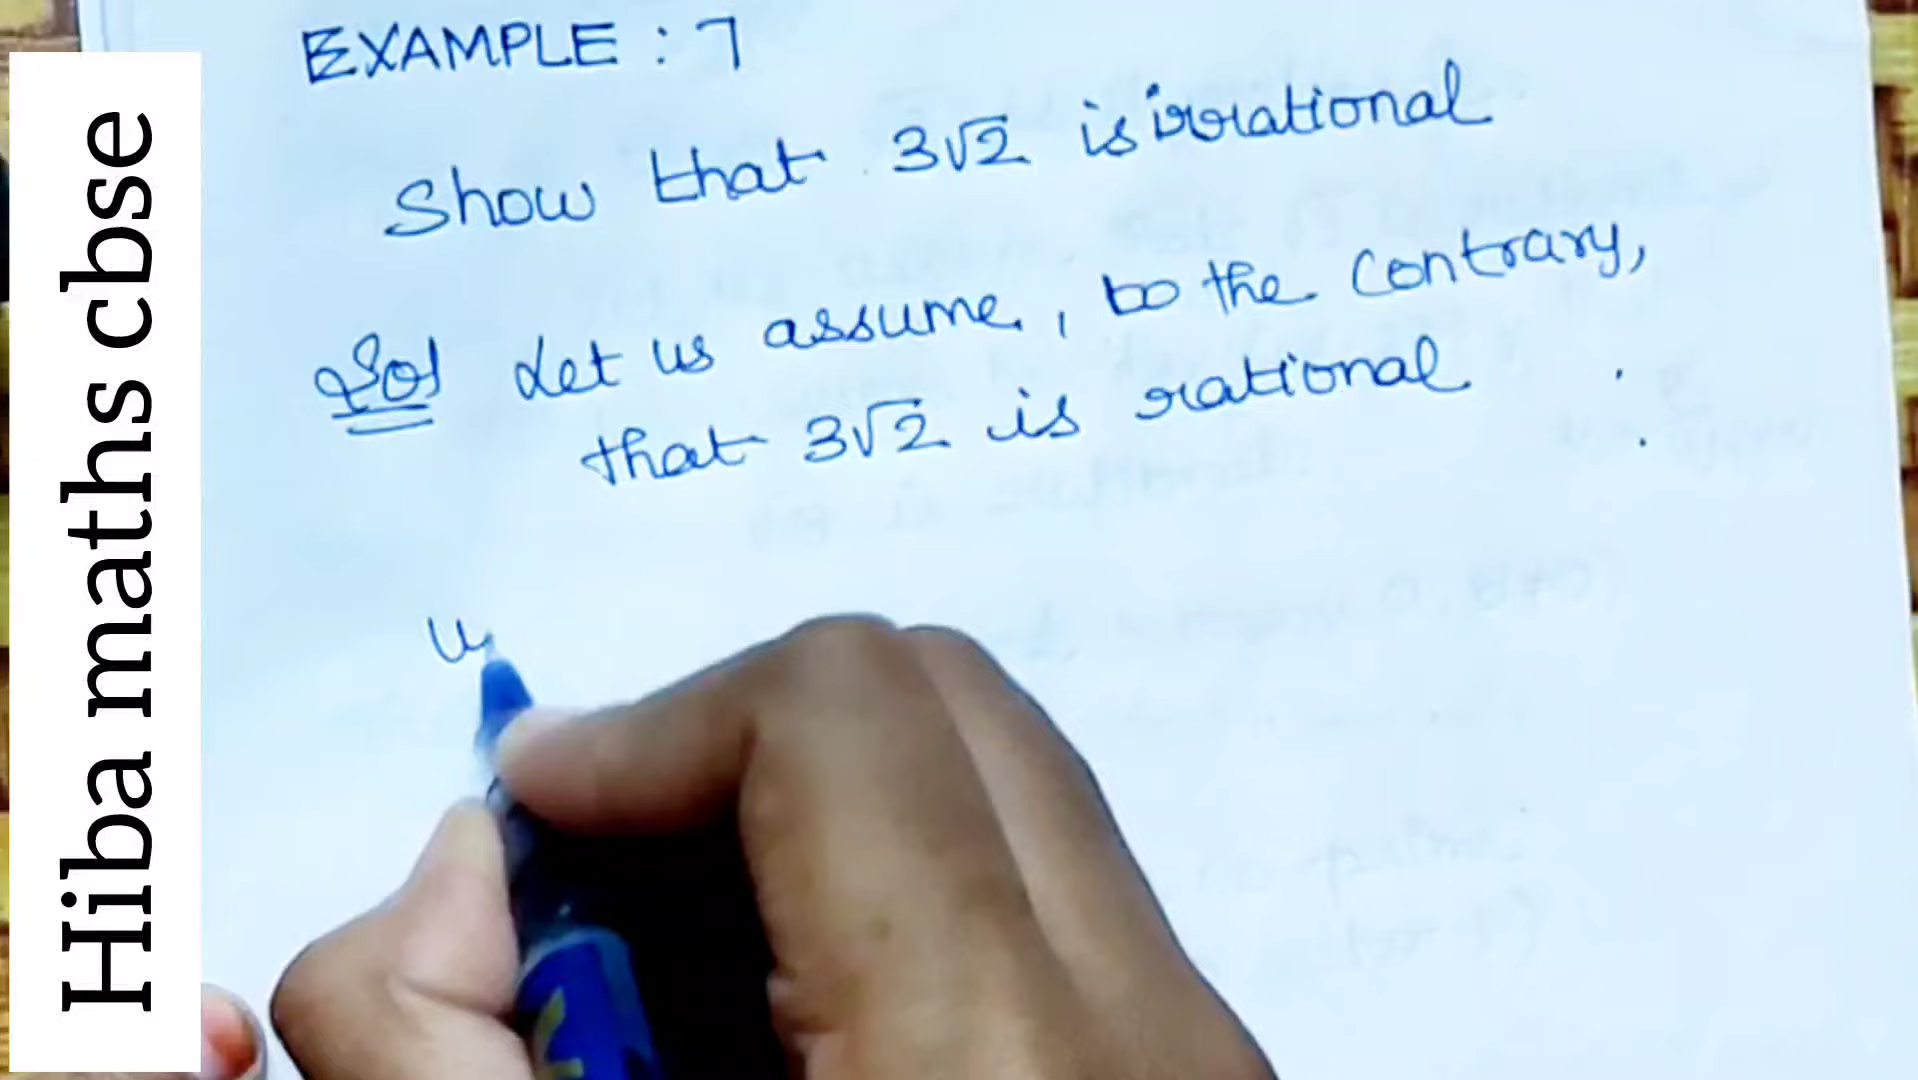 Hiba maths cbse
EXAMPLE : 7
Show that 3√2 is irrational
Sol Let us assume, to the contrary,
that 3√2 is rational